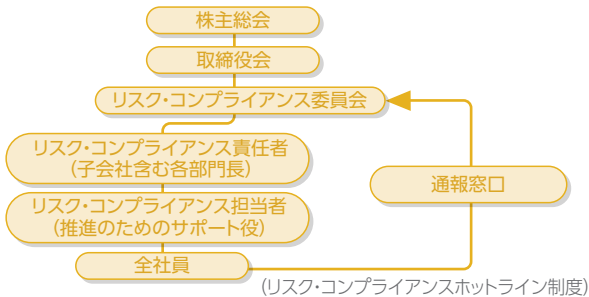 株主総会
取締役会
リスク・コンプライアンス委員会
リスク・コンプライアンス責任者
（子会社含む各部門長）
通報窓口
リスク・コンプライアンス担当者
（推進のためのサポート役）
全社員
（リスク・コンプライアンスホットライン制度）